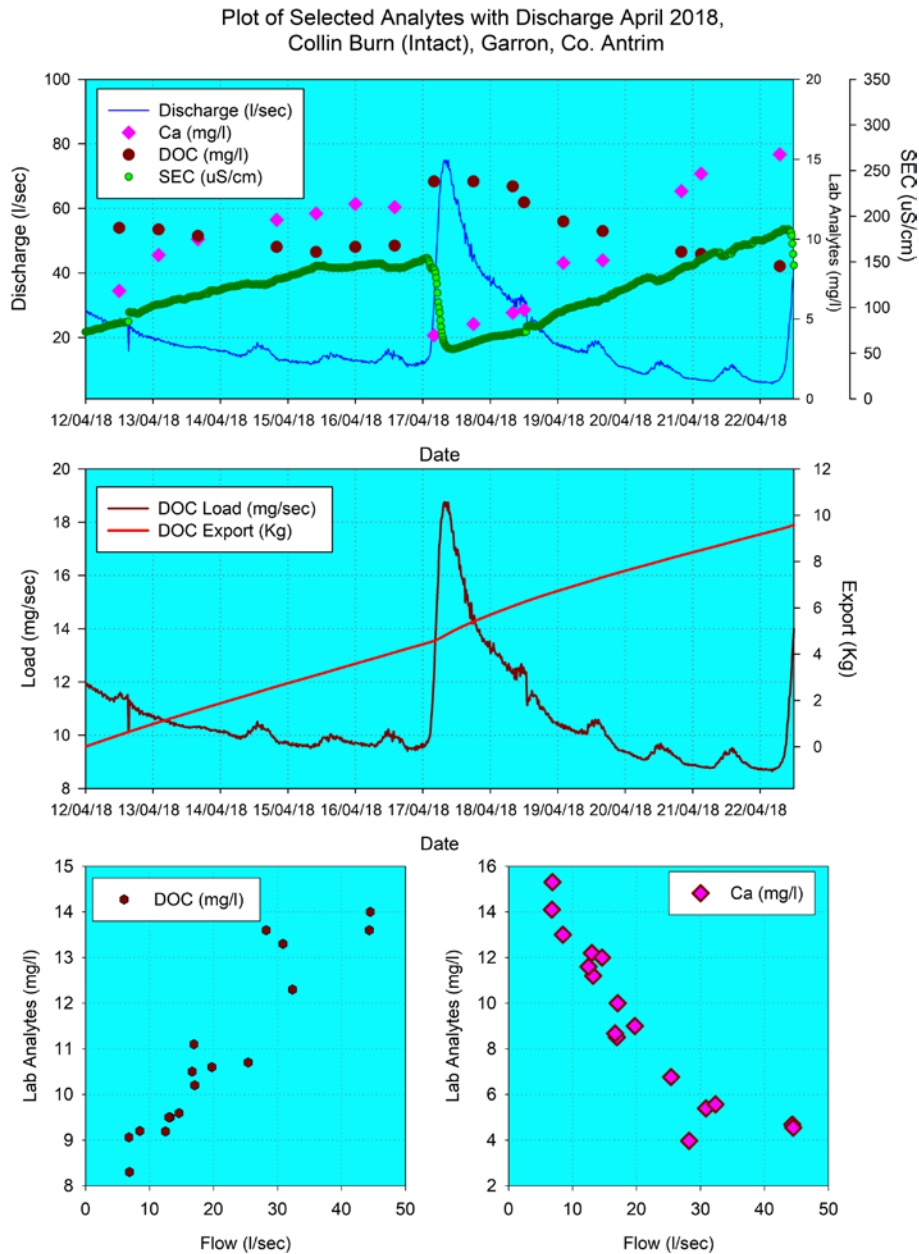 Plot of Selected Analytes with Discharge April 2018,
Collin Burn (Intact), Garron, Co. Antrim
Discharge (l/sec)
100
80
60
40
20
Discharge (l/sec)
Ca (mg/l)
DOC (mg/l)
SEC (uS/cm)
20
15
10
5
0
Lab Analytes (mg/l)
350
300
250
200
150
100
50
0
SEC (uS/cm)
12/04/18 13/04/18 14/04/18 15/04/18 16/04/18 17/04/18 18/04/18 19/04/18 20/04/18 21/04/18 22/04/18
Date
Load (mg/sec)
20
18
16
14
12
10
8
DOC Load (mg/sec)
DOC Export (Kg)
12
10
8
6
4
2
0
Export (Kg)
12/04/18 13/04/18 14/04/18 15/04/18 16/04/18 17/04/18 18/04/18 19/04/18 20/04/18 21/04/18 22/04/18
Date
Lab Analytes (mg/l)
15
14
13
12
11
10
9
8
DOC (mg/l)
0 10 20 30 40 50
Flow (l/sec)
Lab Analytes (mg/l)
16
14
12
10
8
6
4
2
Ca (mg/l)
0 10 20 30 40 50
Flow (l/sec)